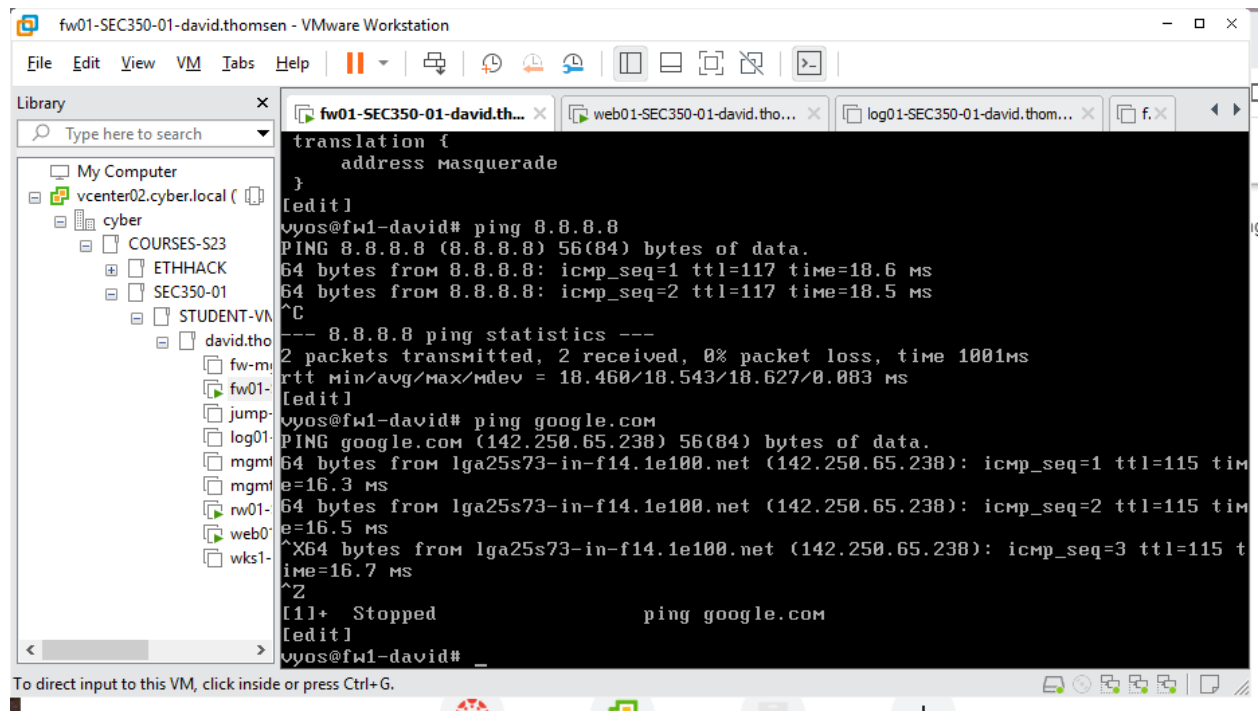 fw01-SEC350-01-david.thomsen - VMware Workstation
File Edit View VM Tabs Help
Library
Type here to search
My Computer
vcenter02.cyber.local (
cyber
COURSES-S23
ETHHACK
SEC350-01
STUDENT-VM
david.tho
fw-m
fw01-
jump-
log01-
mgmt
mgmt
rw01-
web0
wks1-
fw01-SEC350-01-david.th...
web01-SEC350-01-david.tho...
log01-SEC350-01-david.thom...
f.
translation {
address masquerade
}
[edit]
vyos@fw1-david# ping 8.8.8.8
PING 8.8.8.8 (8.8.8.8) 56(84) bytes of data.
64 bytes from 8.8.8.8: icmp_seq=1 ttl=117 time=18.6 ms
64 bytes from 8.8.8.8: icmp_seq=2 ttl=117 time=18.5 ms
^C
--- 8.8.8.8 ping statistics ---
2 packets transmitted, 2 received, 0% packet loss, time 1001ms
rtt min/avg/max/mdev = 18.460/18.543/18.627/0.083 ms
[edit]
vyos@fw1-david# ping google.com
PING google.com (142.250.65.238) 56(84) bytes of data.
64 bytes from lga25s73-in-f14.1e100.net (142.250.65.238): icmp_seq=1 ttl=115 tim
e=16.3 ms
64 bytes from lga25s73-in-f14.1e100.net (142.250.65.238): icmp_seq=2 ttl=115 tim
e=16.5 ms
^X64 bytes from lga25s73-in-f14.1e100.net (142.250.65.238): icmp_seq=3 ttl=115 t
ime=16.7 ms
^Z
[1]+ Stopped ping google.com
[edit]
vyos@fw1-david# _
To direct input to this VM, click inside or press Ctrl+G.